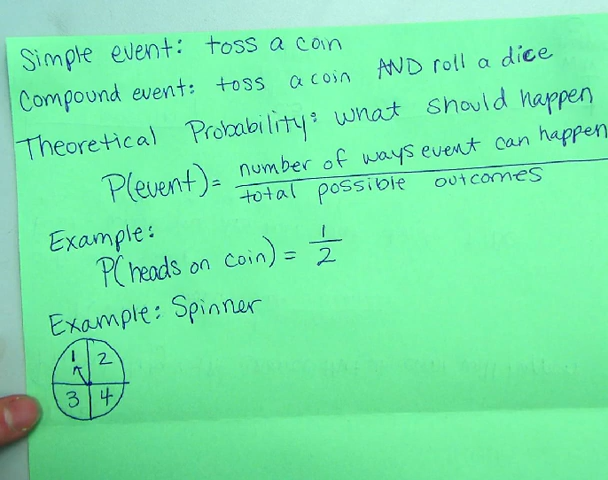 Simple event: toss a coin
Compound event: toss a coin AND roll a dice
Theoretical Probability: what should happen
P(event) = number of ways event can happen
total possible outcomes
Example:
P(heads on coin) = 1/2
Example: Spinner
1 2
3 4